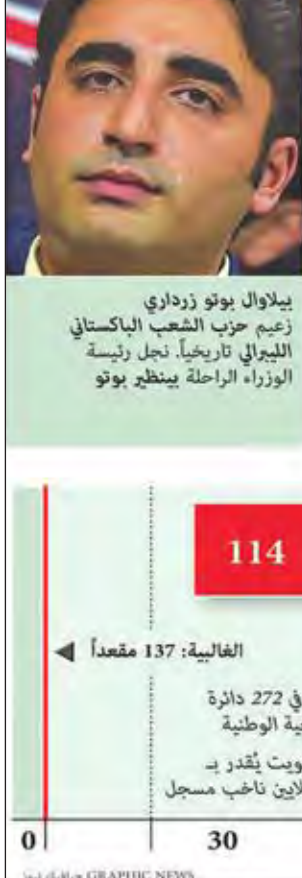 بيلاوال بوتو زرداري
زعيم حزب الشعب الباكستاني
الليبرالي تاريخياً. نجل رئيسة
الوزراء الراحلة بينظير بوتو
114
الغالبية: 137 مقعداً
في 272 دائرة
ية الوطنية
ويت يُقدر بـ
لايين ناخب مسجل
0 30
GRAPHIC NEWS